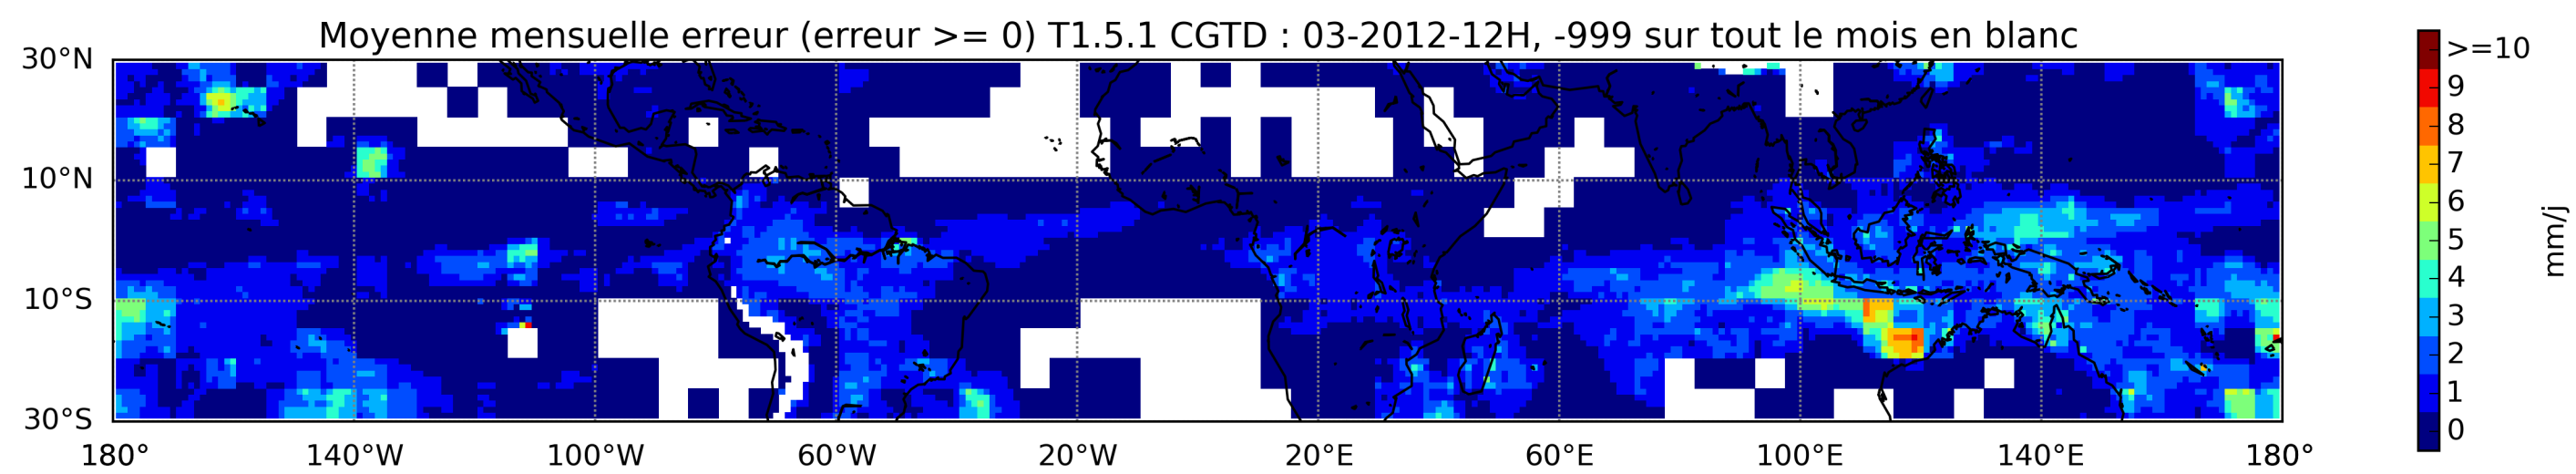 Moyenne mensuelle erreur (erreur >= 0) T1.5.1 CGTD : 03-2012-12H, -999 sur tout le mois en blanc
30°N
10°N
10°S
30°S
180°
140°W
100°W
60°W
20°W
20°E
60°E
100°E
140°E
180°
>=10
9
8
7
6
5
4
3
2
1
0
mm/j